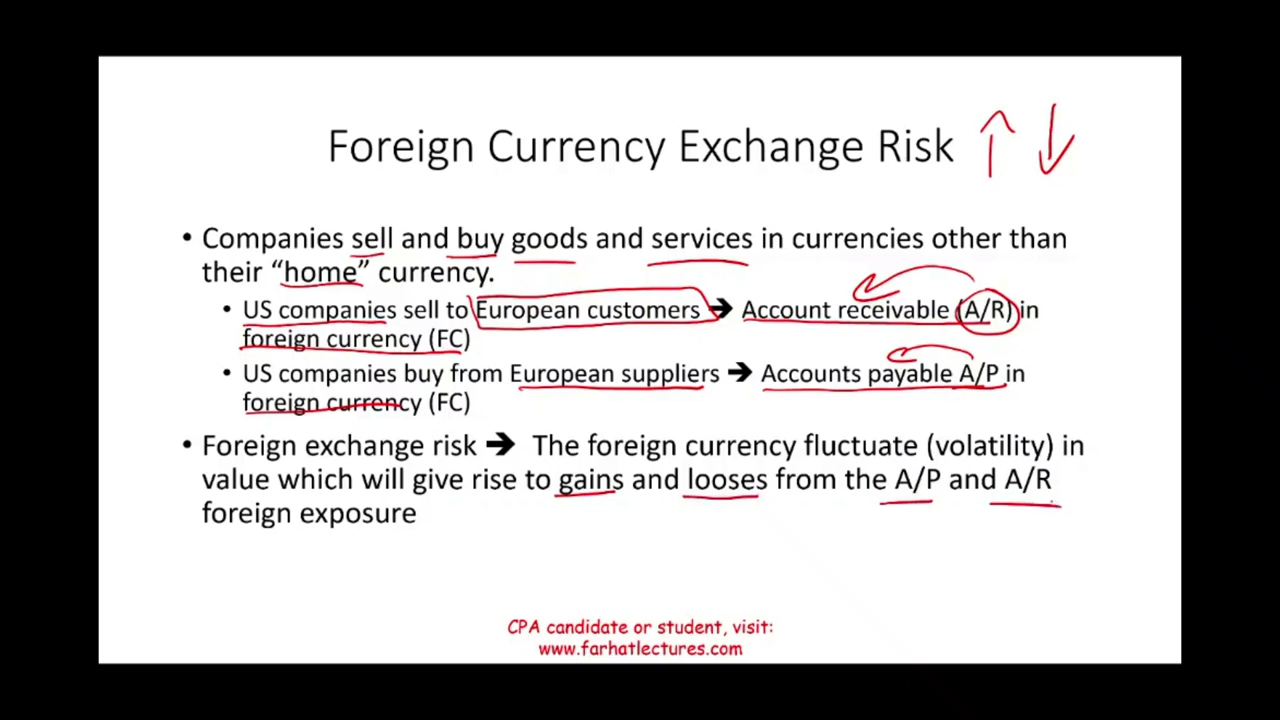 Foreign Currency Exchange Risk
• Companies sell and buy goods and services in currencies other than
their “home” currency.
• US companies sell to European customers ➔ Account receivable (A/R) in
foreign currency (FC)
• US companies buy from European suppliers ➔ Accounts payable A/P in
foreign currency (FC)
• Foreign exchange risk ➔ The foreign currency fluctuate (volatility) in
value which will give rise to gains and looses from the A/P and A/R
foreign exposure
CPA candidate or student, visit:
www.farhatlectures.com